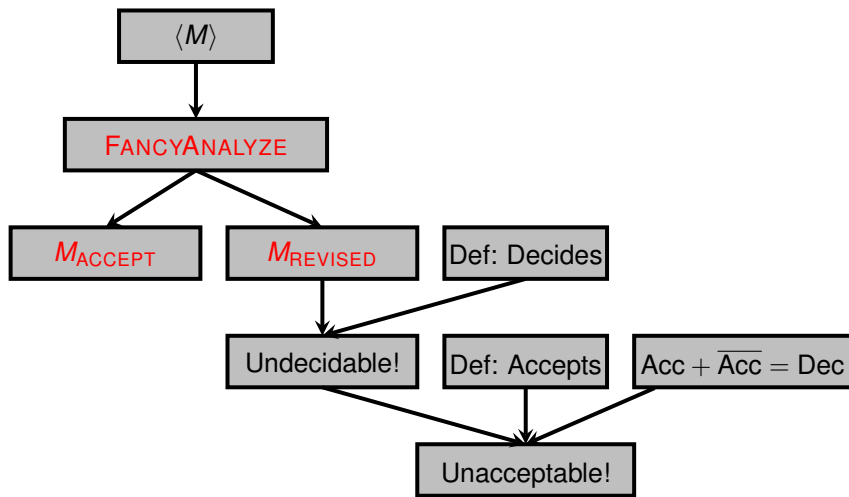 ⟨M⟩
FANCYANALYZE
M_ACCEPT
M_REVISED
Def: Decides
Undecidable!
Def: Accepts
Acc + \overline{Acc} = Dec
Unacceptable!